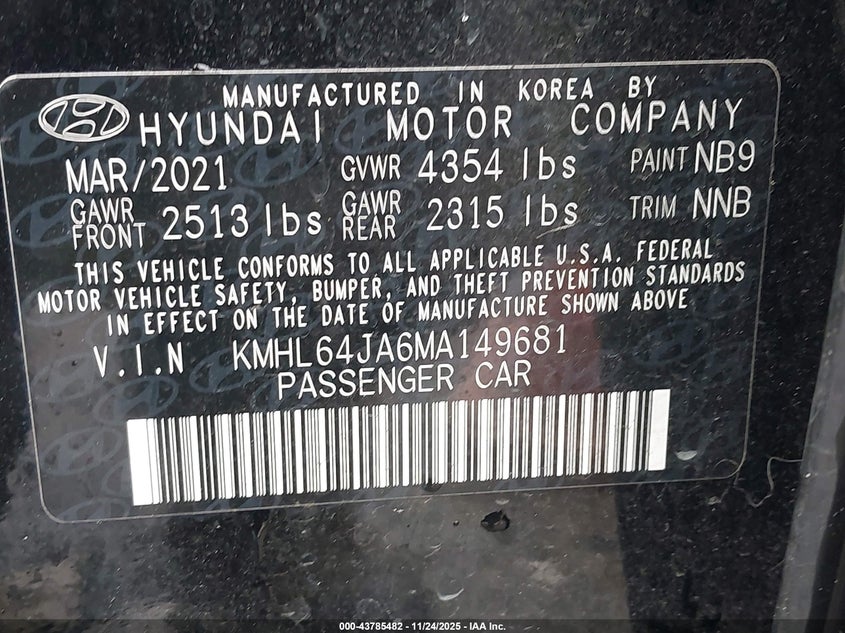 MANUFACTURED IN KOREA BY
HYUNDAI MOTOR COMPANY
MAR/2021 GVWR 4354 lbs PAINT NB9
GAWR FRONT 2513 lbs GAWR REAR 2315 lbs TRIM NNB
THIS VEHICLE CONFORMS TO ALL APPLICABLE U.S.A. FEDERAL
MOTOR VEHICLE SAFETY, BUMPER, AND THEFT PREVENTION STANDARDS
IN EFFECT ON THE DATE OF MANUFACTURE SHOWN ABOVE
V.I.N KMHL64JA6MA149681
PASSENGER CAR
000-43785482 - 11/24/2025 - IAA Inc.